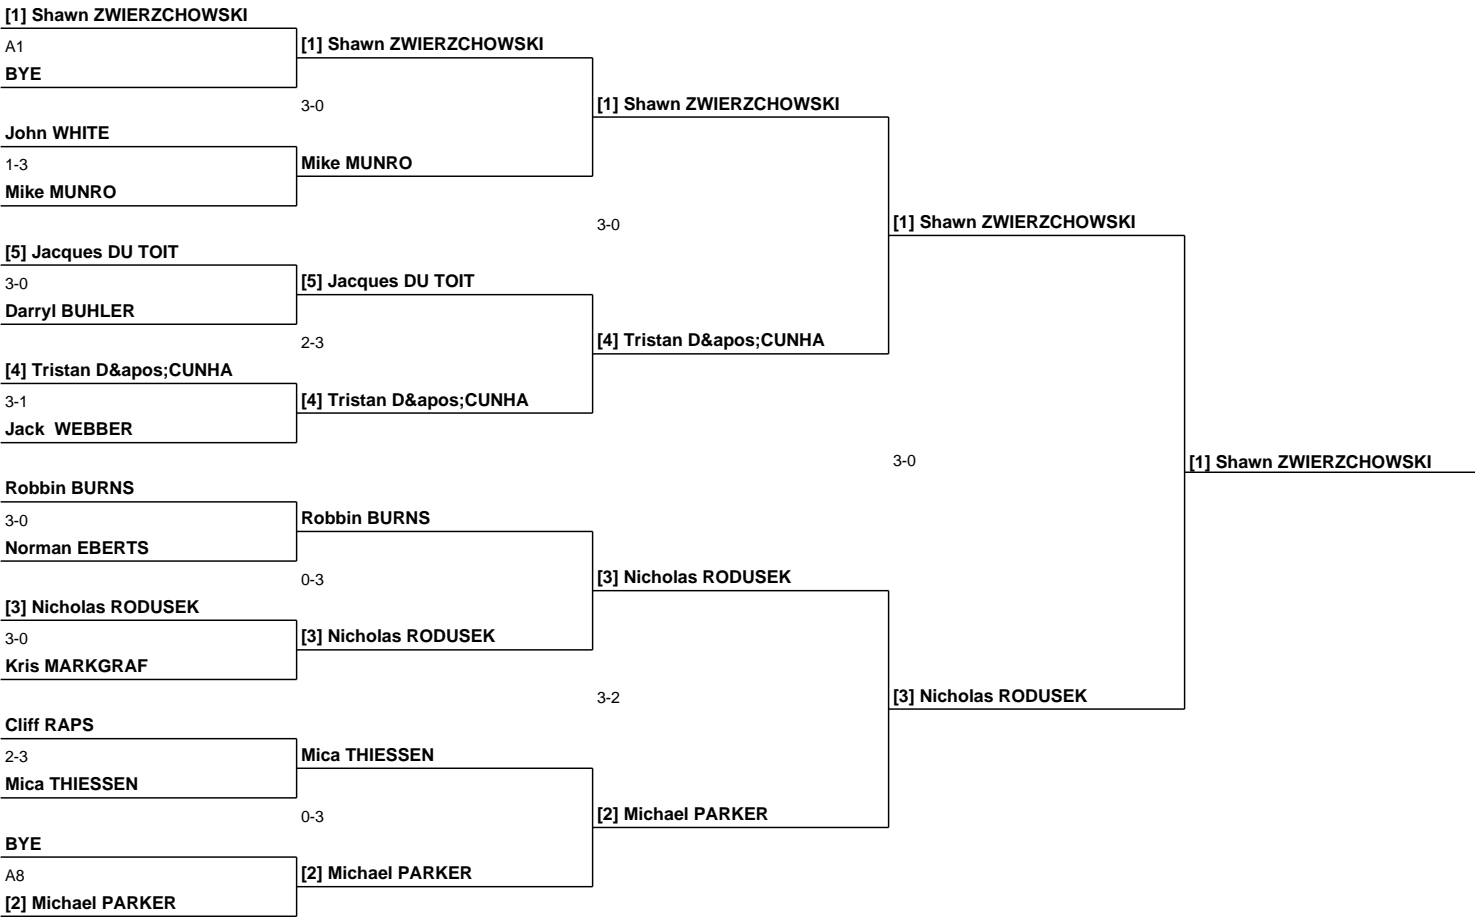 [1] Shawn ZWIERZCHOWSKI
A1
BYE
[1] Shawn ZWIERZCHOWSKI
3-0
John WHITE
1-3
Mike MUNRO
Mike MUNRO
[1] Shawn ZWIERZCHOWSKI
3-0
[5] Jacques DU TOIT
3-0
Darryl BUHLER
[5] Jacques DU TOIT
2-3
[4] Tristan D&apos;CUNHA
3-1
Jack  WEBBER
[4] Tristan D&apos;CUNHA
[4] Tristan D&apos;CUNHA
[1] Shawn ZWIERZCHOWSKI
3-0
[1] Shawn ZWIERZCHOWSKI
Robbin BURNS
3-0
Norman EBERTS
Robbin BURNS
0-3
[3] Nicholas RODUSEK
3-0
Kris MARKGRAF
[3] Nicholas RODUSEK
[3] Nicholas RODUSEK
3-2
[3] Nicholas RODUSEK
Cliff RAPS
2-3
Mica THIESSEN
Mica THIESSEN
0-3
BYE
A8
[2] Michael PARKER
[2] Michael PARKER
[2] Michael PARKER